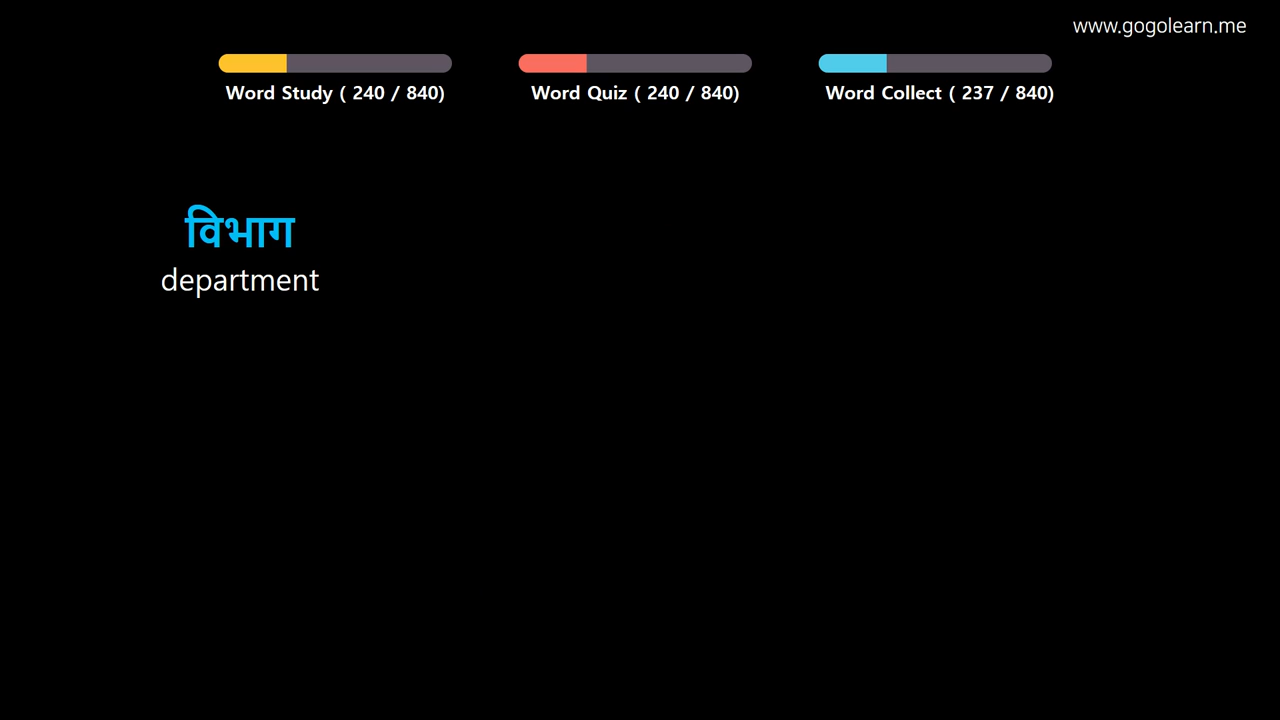 www.gogolearn.me
Word Study ( 240 / 840)
Word Quiz ( 240 / 840)
Word Collect ( 237 / 840)
विभाग
department